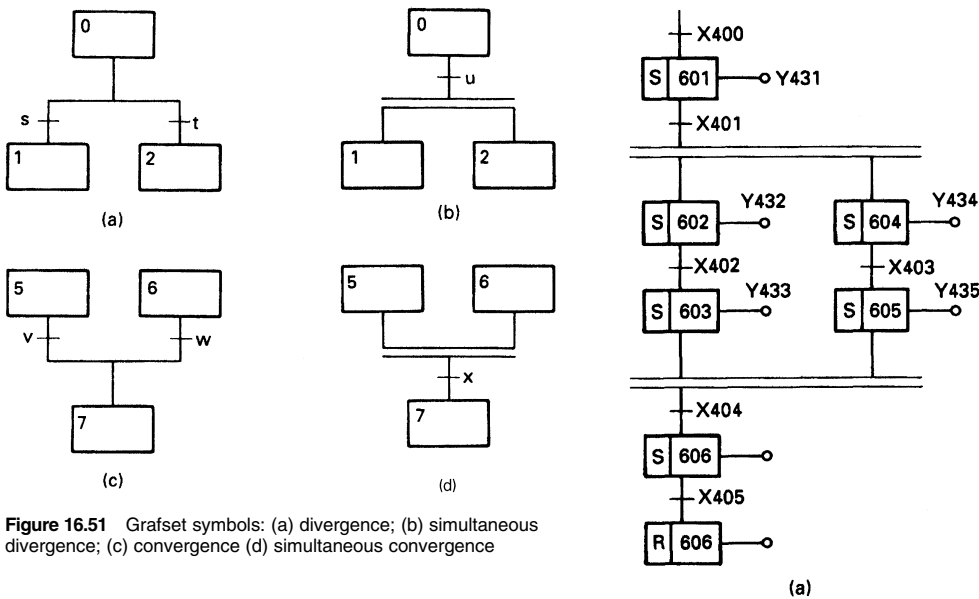 0
s
t
1
2
(a)
0
u
1
2
(b)
5
6
v
w
7
(c)
5
6
x
7
(d)
Figure 16.51 Grafset symbols: (a) divergence; (b) simultaneous
divergence; (c) convergence (d) simultaneous convergence
X400
S 601 Y431
X401
Y432
S 602
X402
Y433
S 603
Y434
S 604
X403
Y435
S 605
X404
S 606
X405
R 606
(a)